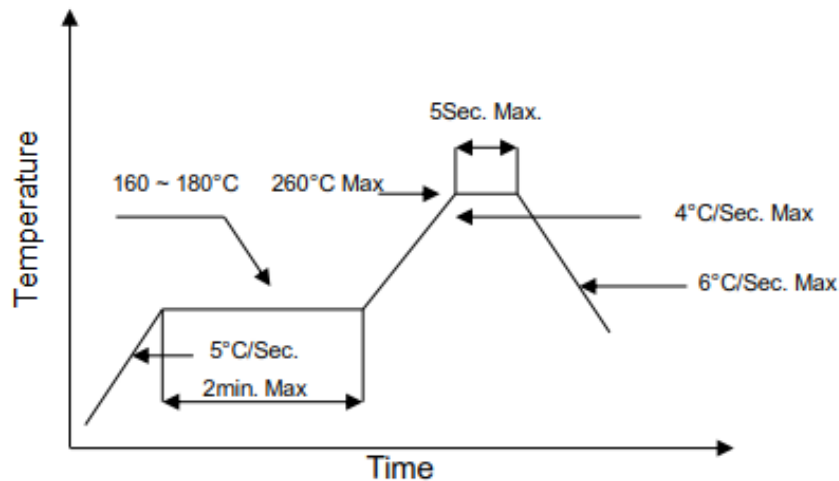 5Sec. Max.
160 ~ 180°C
260°C Max
4°C/Sec. Max
6°C/Sec. Max
5°C/Sec.
2min. Max
Temperature
Time